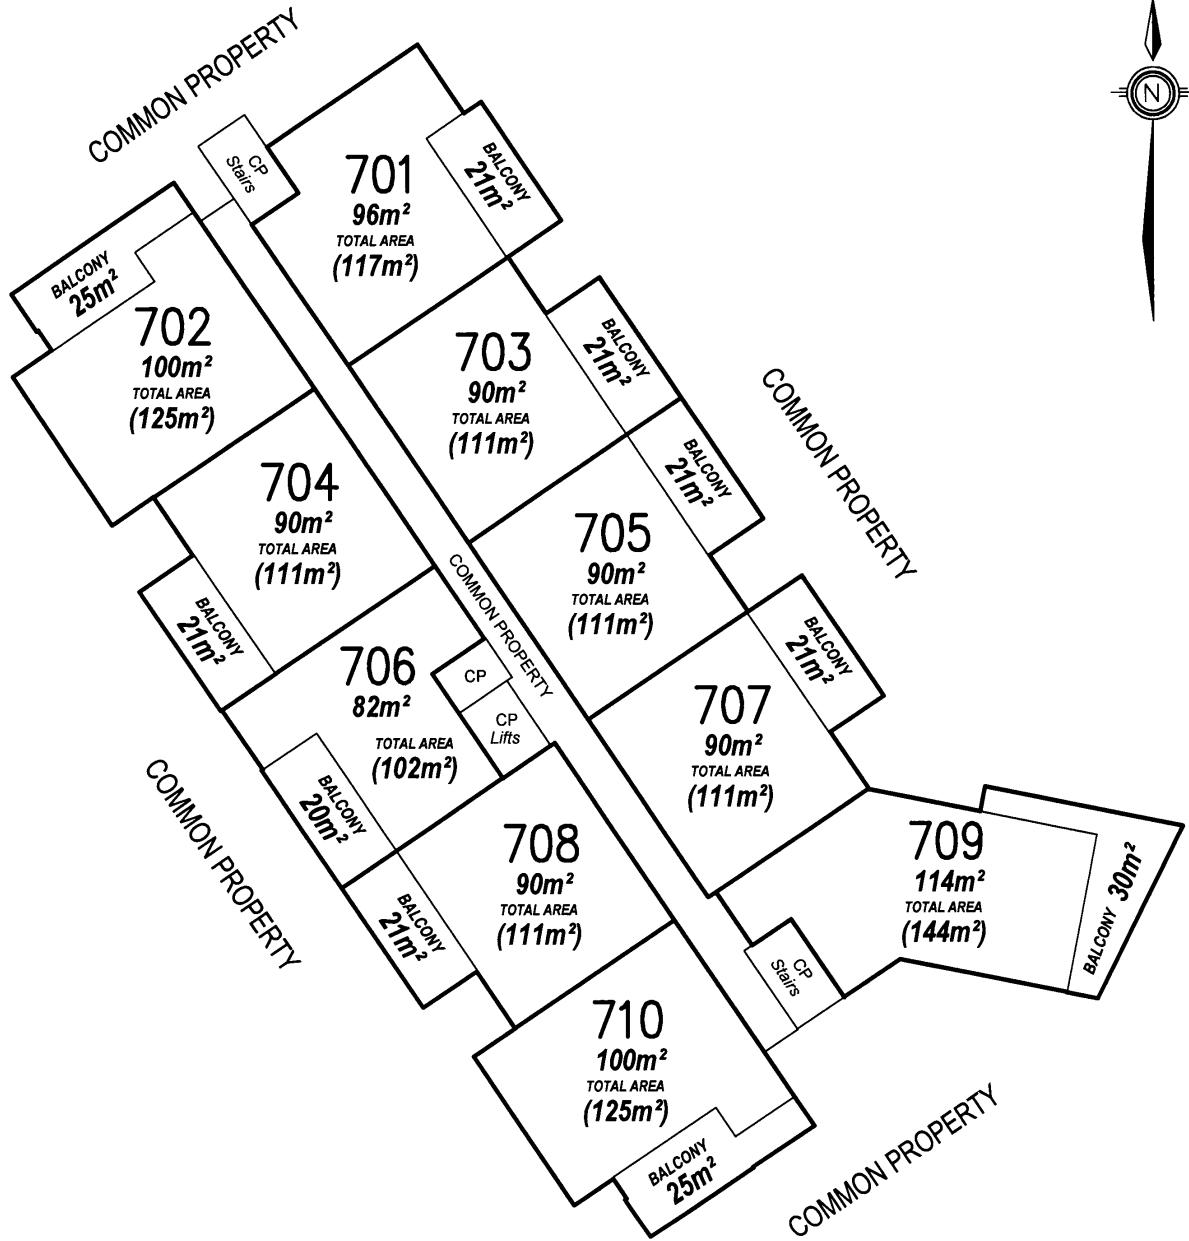 COMMON PROPERTY
N
CP
Stairs
701
96m²
TOTAL AREA
(117m²)
BALCONY
21m²
BALCONY
25m²
702
100m²
TOTAL AREA
(125m²)
703
90m²
TOTAL AREA
(111m²)
BALCONY
21m²
COMMON PROPERTY
704
90m²
TOTAL AREA
(111m²)
BALCONY
21m²
705
90m²
TOTAL AREA
(111m²)
BALCONY
21m²
COMMON PROPERTY
706
82m²
TOTAL AREA
(102m²)
BALCONY
20m²
CP
CP
Lifts
707
90m²
TOTAL AREA
(111m²)
BALCONY
21m²
COMMON PROPERTY
708
90m²
TOTAL AREA
(111m²)
BALCONY
21m²
709
114m²
TOTAL AREA
(144m²)
BALCONY 30m²
CP
Stairs
710
100m²
TOTAL AREA
(125m²)
BALCONY
25m²
COMMON PROPERTY